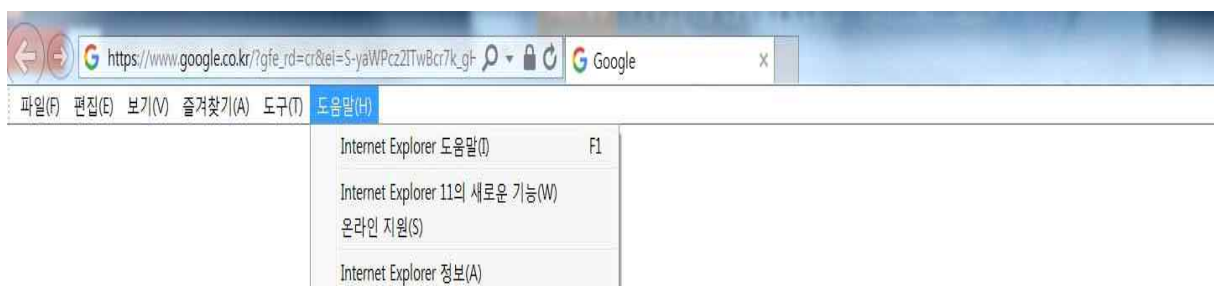 https://www.google.co.kr/?gfe_rd=cr&ei=S-yaWPcz2ITwBcr7k_gH Google
파일(F) 편집(E) 보기(V) 즐겨찾기(A) 도구(T) 도움말(H)
Internet Explorer 도움말(I) F1
Internet Explorer 11의 새로운 기능(W)
온라인 지원(S)
Internet Explorer 정보(A)